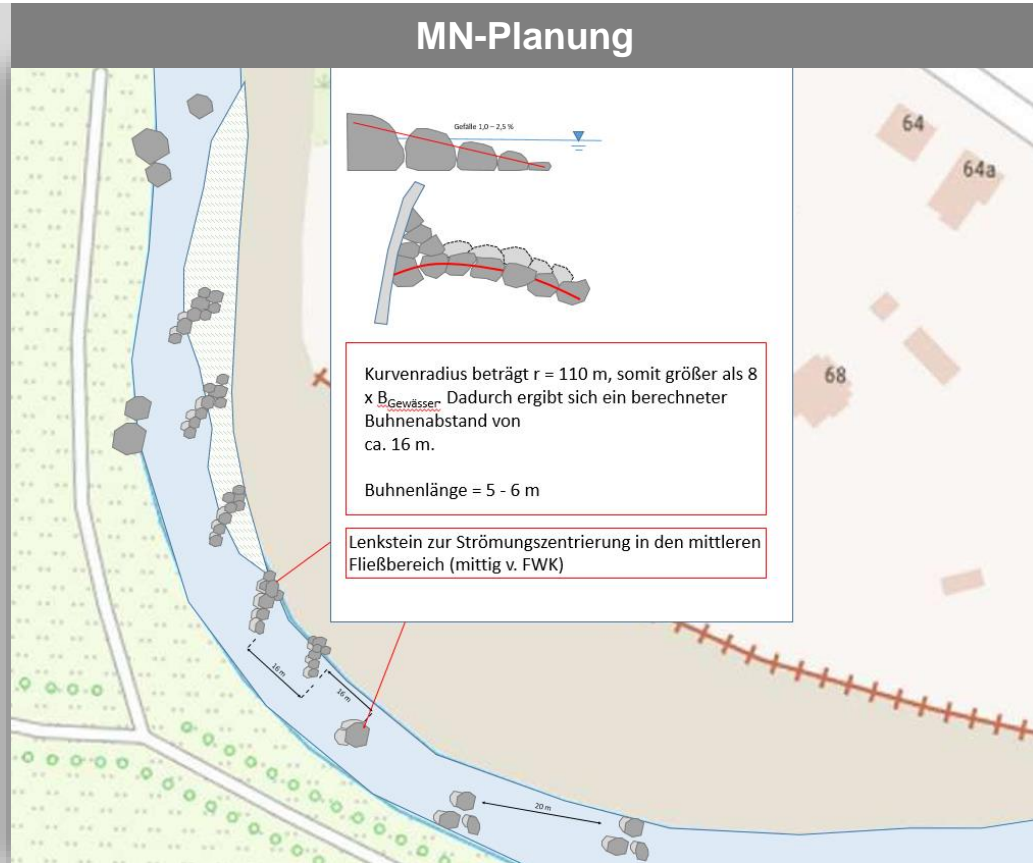 MN-Planung
Gefälle 1,0 – 2,5 %
64
64a
68
Kurvenradius beträgt r = 110 m, somit größer als 8
x B_Gewässer. Dadurch ergibt sich ein berechneter
Buhnenabstand von
ca. 16 m.
Buhnenlänge = 5 - 6 m
Lenkstein zur Strömungszentrierung in den mittleren
Fließbereich (mittig v. FWK)
16 m
16 m
20 m